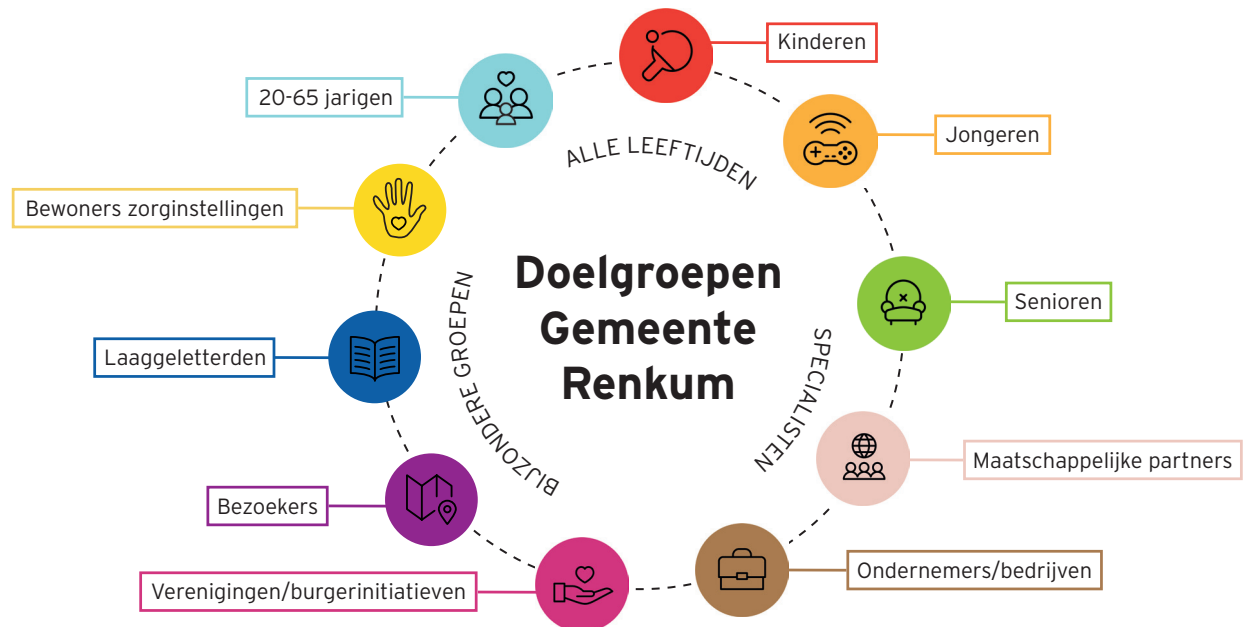 Kinderen
20-65 jarigen
Jongeren
ALLE LEEFTIJDEN
Bewoners zorginstellingen
Doelgroepen
Gemeente
Renkum
Senioren
BIJZONDERE GROEPEN
SPECIALISTEN
Laaggeletterden
Maatschappelijke partners
Bezoekers
Ondernemers/bedrijven
Verenigingen/burgerinitiatieven